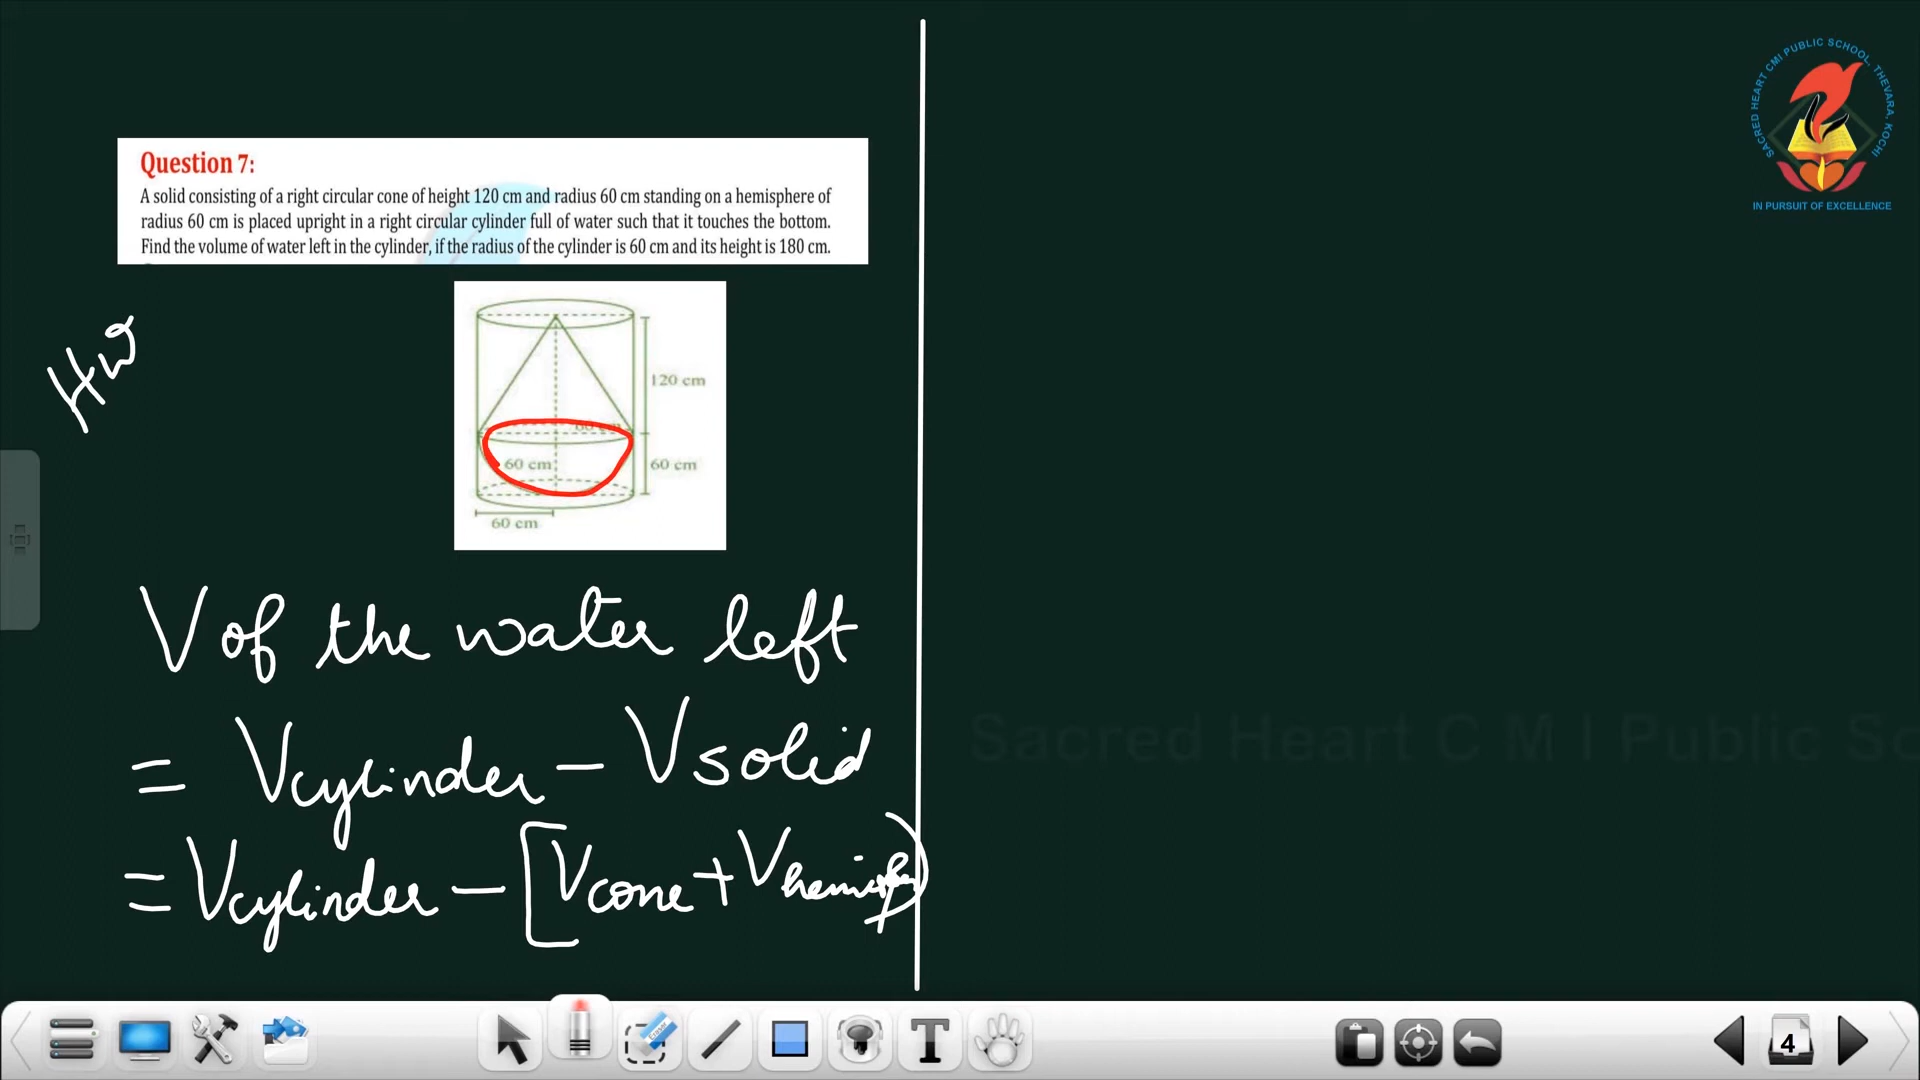 SACRED HEART CMI PUBLIC SCHOOL, THEVARA, KOCHI
IN PURSUIT OF EXCELLENCE
Question 7:
A solid consisting of a right circular cone of height 120 cm and radius 60 cm standing on a hemisphere of
radius 60 cm is placed upright in a right circular cylinder full of water such that it touches the bottom.
Find the volume of water left in the cylinder, if the radius of the cylinder is 60 cm and its height is 180 cm.
HW
120 cm
60 cm
60 cm
60 cm
60 cm
V of the water left
= Vcylinder - Vsolid
= Vcylinder - [Vcone + V
Sacred Heart C M I Public Sc
Eraser
T
4